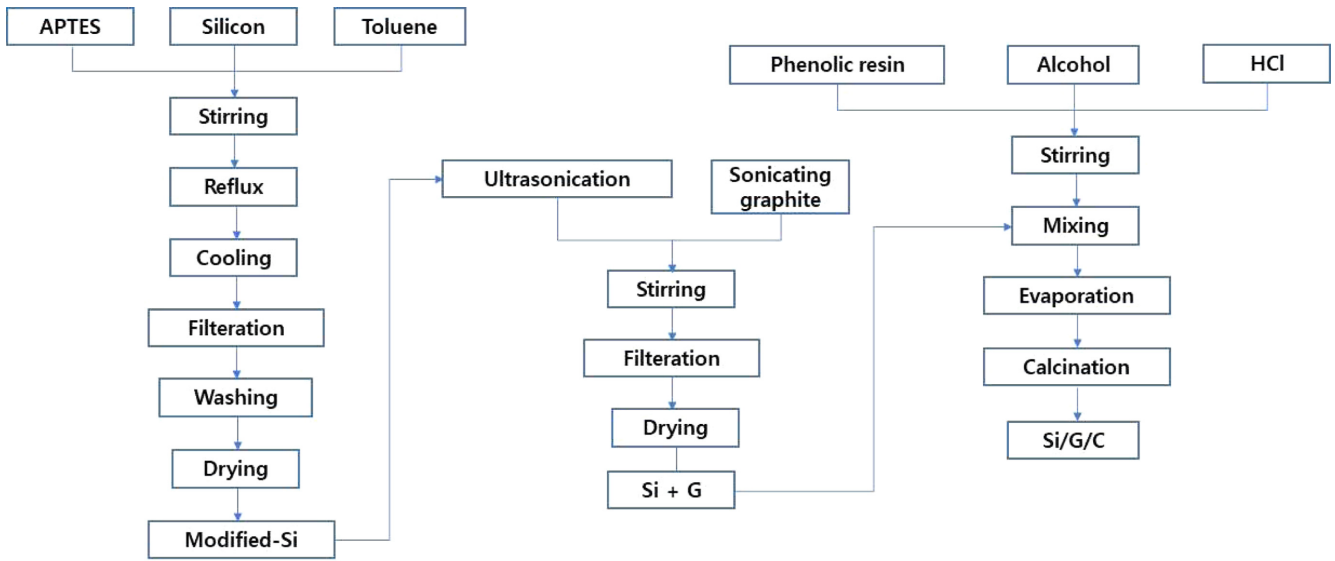 APTES
Silicon
Toluene
Stirring
Reflux
Cooling
Filteration
Washing
Drying
Modified-Si
Ultrasonication
Sonicating
graphite
Stirring
Filteration
Drying
Si + G
Phenolic resin
Alcohol
HCl
Stirring
Mixing
Evaporation
Calcination
Si/G/C